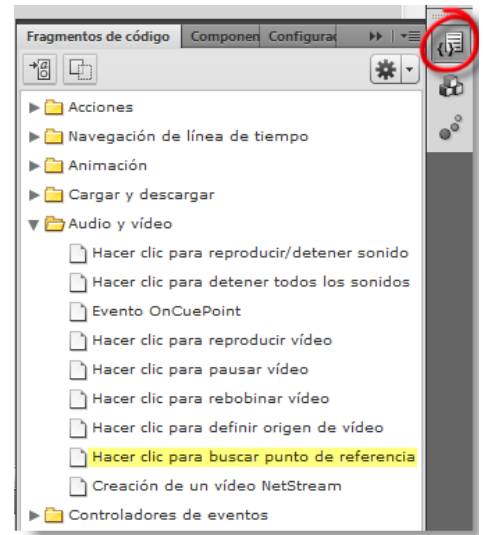 Fragmentos de código Componen Configurac
Acciones
Navegación de línea de tiempo
Animación
Cargar y descargar
Audio y vídeo
Hacer clic para reproducir/detener sonido
Hacer clic para detener todos los sonidos
Evento OnCuePoint
Hacer clic para reproducir vídeo
Hacer clic para pausar vídeo
Hacer clic para rebobinar vídeo
Hacer clic para definir origen de vídeo
Hacer clic para buscar punto de referencia
Creación de un vídeo NetStream
Controladores de eventos